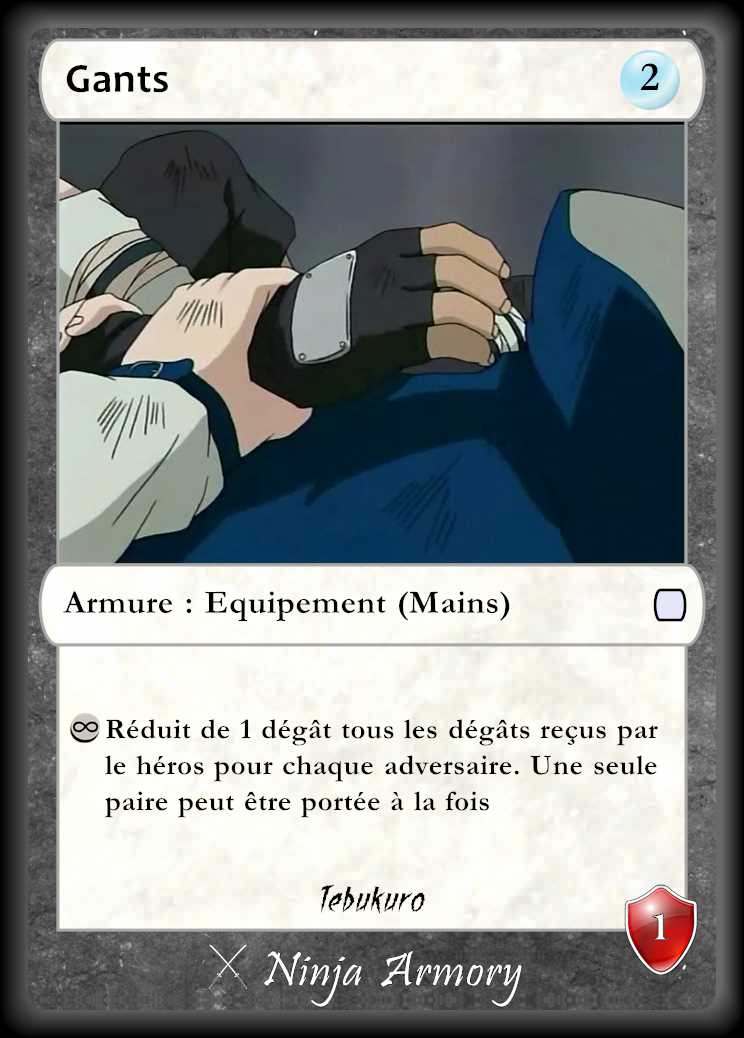 Gants
2
Armure : Equipement (Mains)
∞ Réduit de 1 dégât tous les dégâts reçus par
le héros pour chaque adversaire. Une seule
paire peut être portée à la fois
Tebukuro
1
Ninja Armory